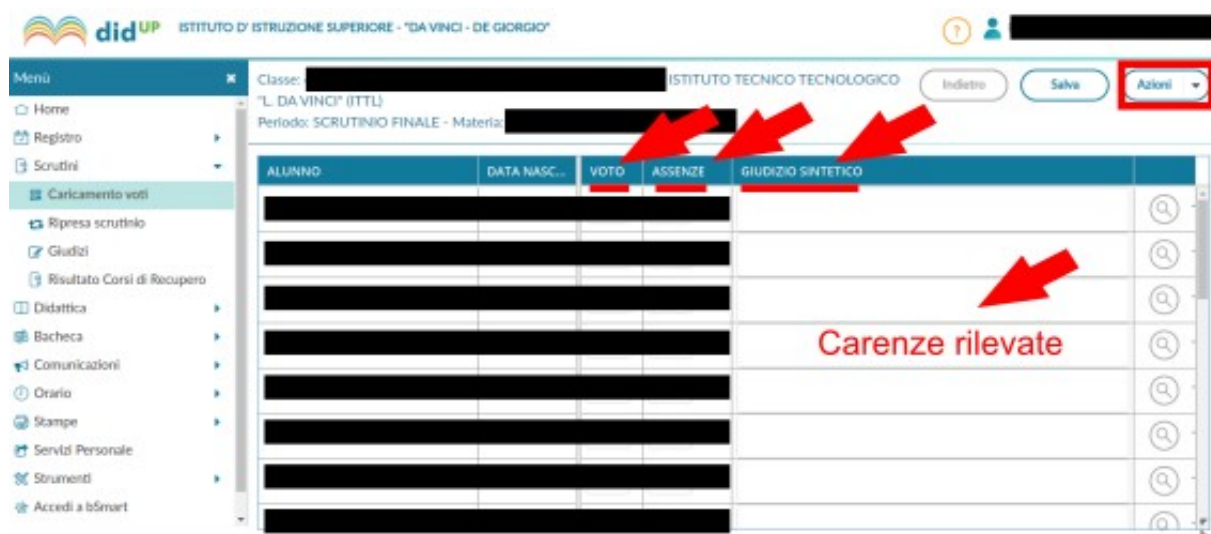 didUP
ISTITUTO D' ISTRUZIONE SUPERIORE - "DA VINCI - DE GIORGIO"
?
Menù
Home
Registro
Scrutini
Caricamento voti
Ripresa scrutinio
Giudizi
Risultato Corsi di Recupero
Didattica
Bacheca
Comunicazioni
Orario
Stampe
Servizi Personale
Strumenti
Accedi a bSmart
Classe: ISTITUTO TECNICO TECNOLOGICO
"L. DA VINCI" (ITTL)
Periodo: SCRUTINIO FINALE - Materia:
Indietro Salva Azioni
ALUNNO DATA NASC... VOTO ASSENZE GIUDIZIO SINTETICO
Carenze rilevate